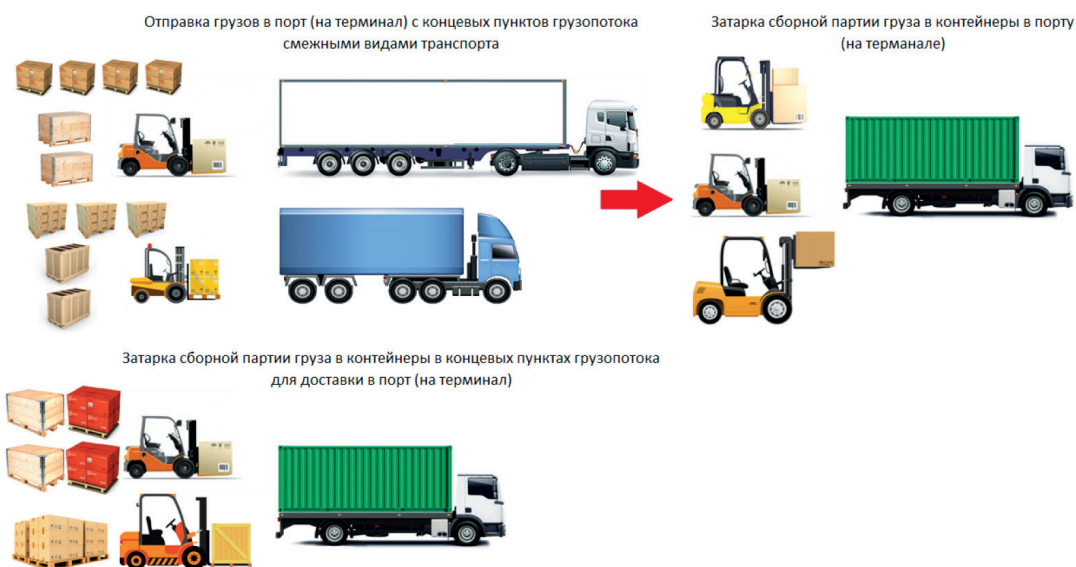 Отправка грузов в порт (на терминал) с концевых пунктов грузопотока
смежными видами транспорта
Затарка сборной партии груза в контейнеры в порту
(на терманале)
Затарка сборной партии груза в контейнеры в концевых пунктах грузопотока
для доставки в порт (на терминал)